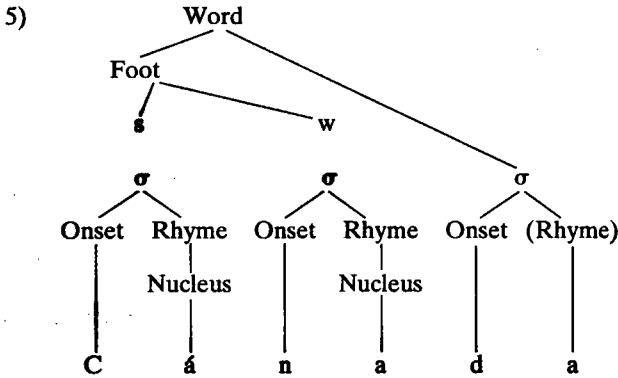 5) Word
Foot
s w
σ σ σ
Onset Rhyme Onset Rhyme Onset (Rhyme)
Nucleus Nucleus
C á n a d a